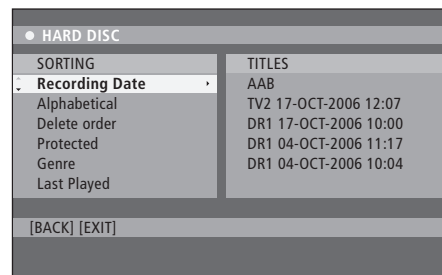 HARD DISC
SORTING
Recording Date
Alphabetical
Delete order
Protected
Genre
Last Played
TITLES
AAB
TV2 17-OCT-2006 12:07
DR1 17-OCT-2006 10:00
DR1 04-OCT-2006 11:17
DR1 04-OCT-2006 10:04
[BACK] [EXIT]